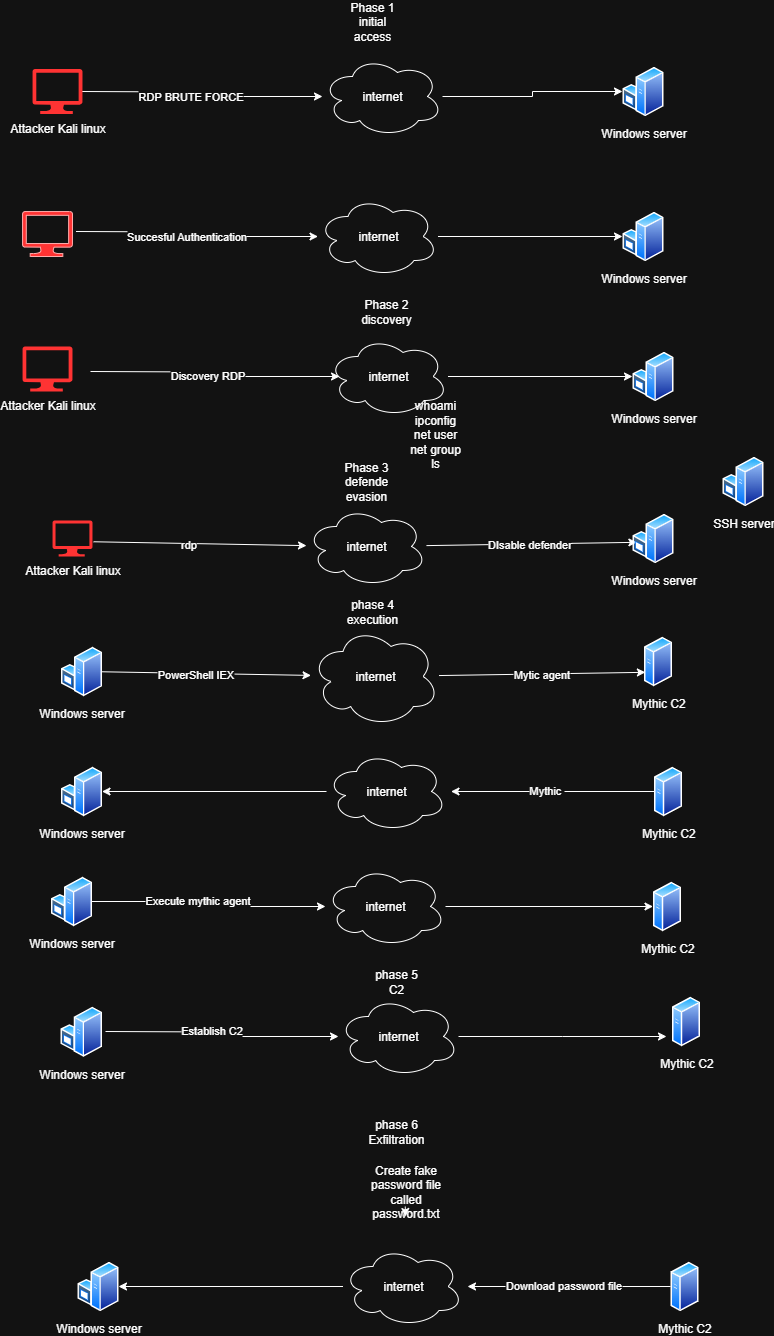 Phase 1
initial
access
RDP BRUTE FORCE
internet
Attacker Kali linux
Windows server
Succesful Authentication
internet
Windows server
Phase 2
discovery
Discovery RDP
internet
Attacker Kali linux
Windows server
whoami
ipconfig
net user
net group
ls
Phase 3
defende
evasion
SSH server
rdp
internet
DIsable defender
Attacker Kali linux
Windows server
phase 4
execution
PowerShell IEX
internet
Mytic agent
Windows server
Mythic C2
internet
Mythic
Windows server
Mythic C2
Execute mythic agent
internet
Windows server
Mythic C2
phase 5
C2
Establish C2
internet
Windows server
Mythic C2
phase 6
Exfiltration
Create fake
password file
called
password.txt
internet
Download password file
Windows server
Mythic C2